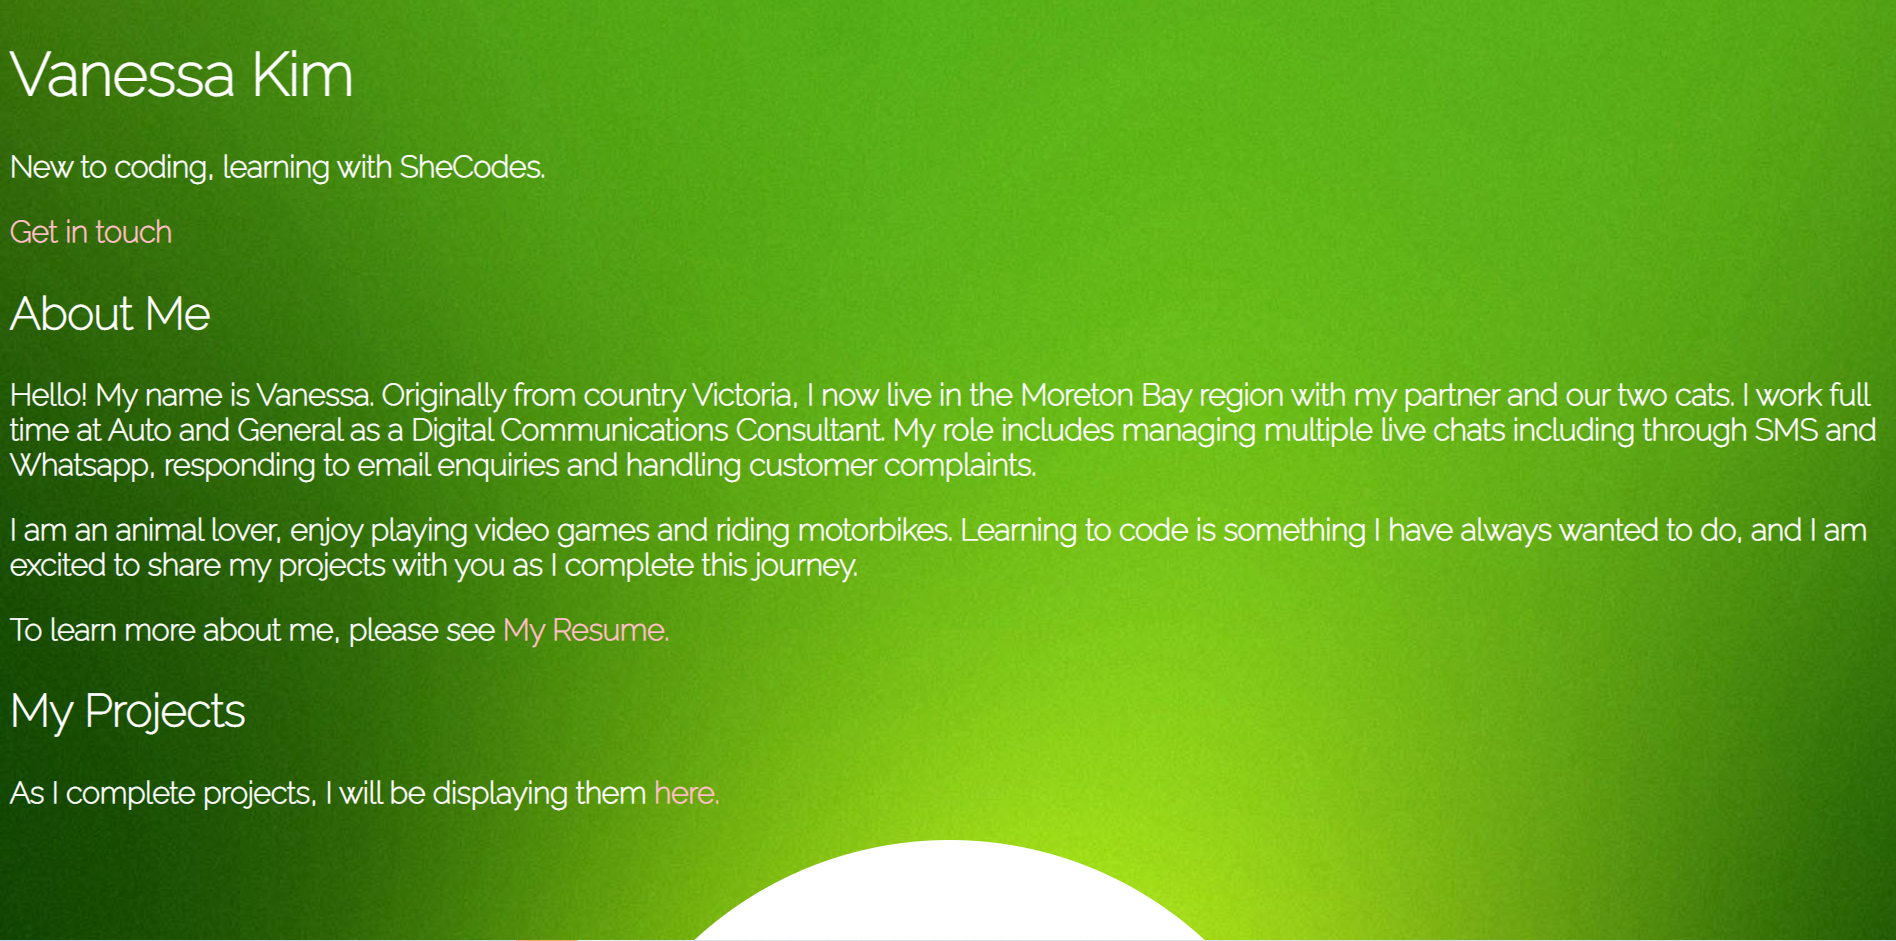 Vanessa Kim
New to coding, learning with SheCodes.
Get in touch
About Me
Hello! My name is Vanessa. Originally from country Victoria, I now live in the Moreton Bay region with my partner and our two cats. I work full
time at Auto and General as a Digital Communications Consultant. My role includes managing multiple live chats including through SMS and
Whatsapp, responding to email enquiries and handling customer complaints.
I am an animal lover, enjoy playing video games and riding motorbikes. Learning to code is something I have always wanted to do, and I am
excited to share my projects with you as I complete this journey.
To learn more about me, please see My Resume.
My Projects
As I complete projects, I will be displaying them here.